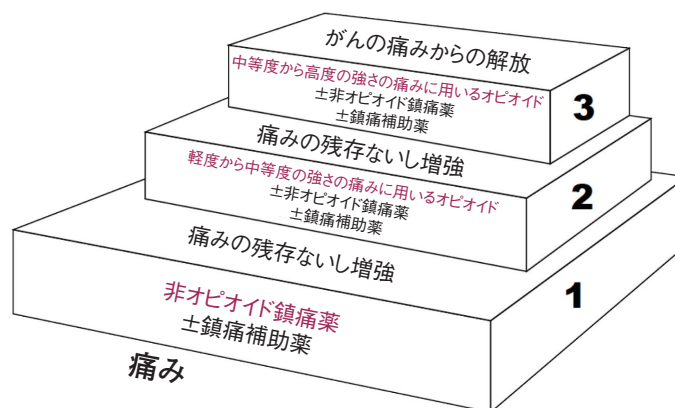 がんの痛みからの解放
中等度から高度の強さの痛みに用いるオピオイド
±非オピオイド鎮痛薬
±鎮痛補助薬
3
痛みの残存ないし増強
軽度から中等度の強さの痛みに用いるオピオイド
±非オピオイド鎮痛薬
±鎮痛補助薬
2
痛みの残存ないし増強
非オピオイド鎮痛薬
±鎮痛補助薬
1
痛み